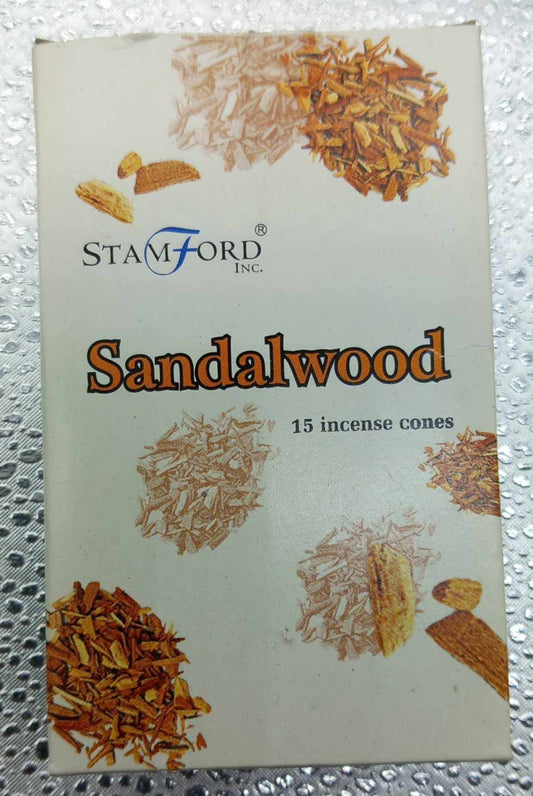 STAMFORD®
INC.
Sandalwood
15 incense cones